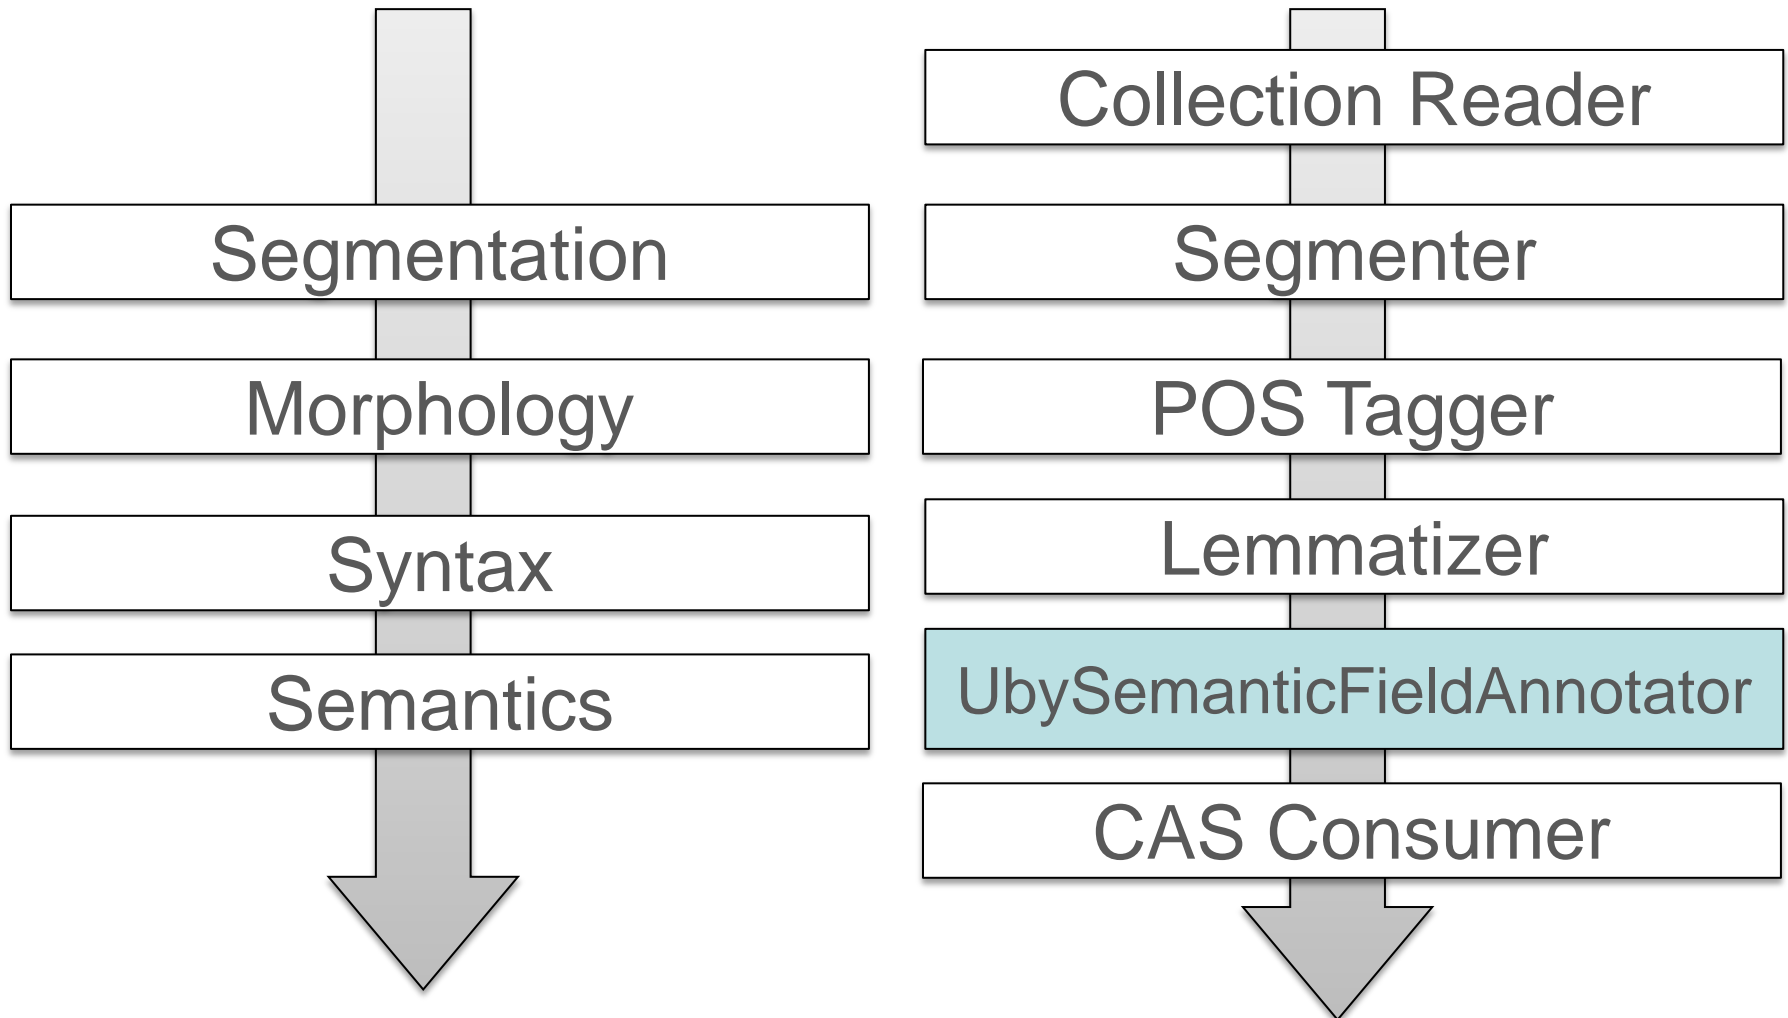 Segmentation
Morphology
Syntax
Semantics
Collection Reader
Segmenter
POS Tagger
Lemmatizer
UbySemanticFieldAnnotator
CAS Consumer